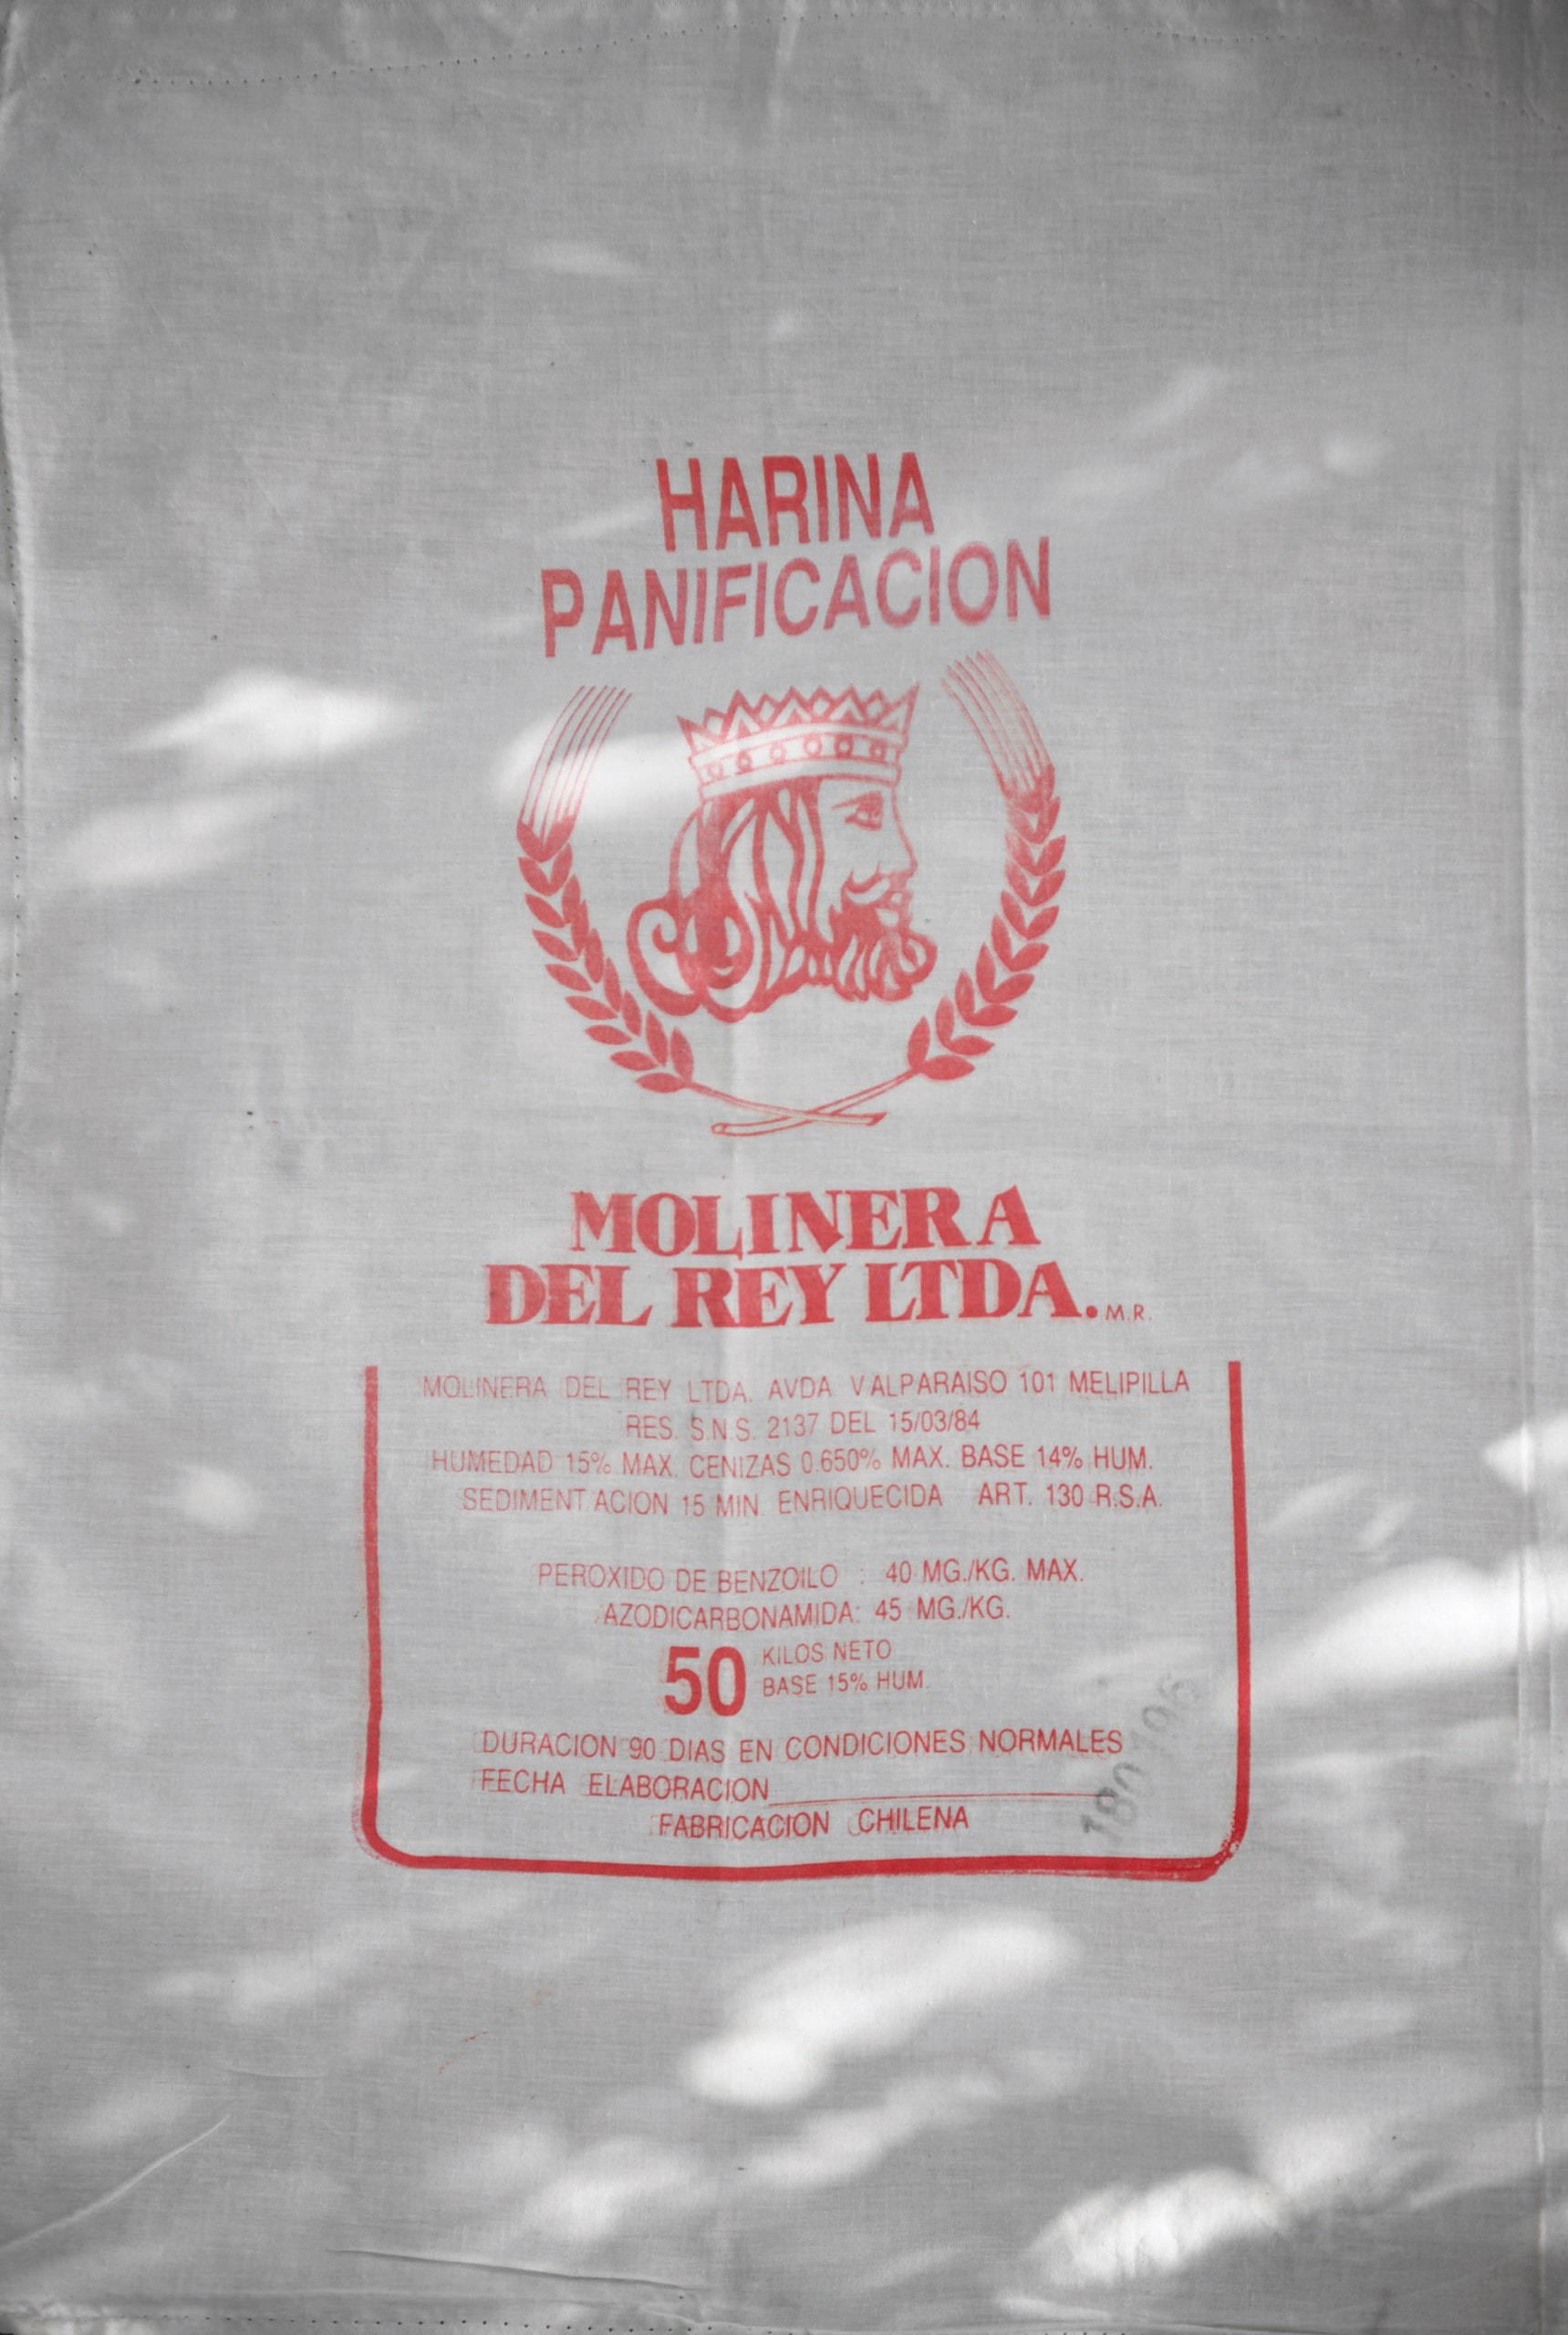 HARINA
PANIFICACION
MOLINERA
DEL REY LTDA. M.R.
MOLINERA DEL REY LTDA. AVDA VALPARAISO 101 MELIPILLA
RES. S.N.S. 2137 DEL 15/03/84
HUMEDAD 15% MAX. CENIZAS 0.650% MAX. BASE 14% HUM.
SEDIMENTACION 15 MIN. ENRIQUECIDA ART. 130 R.S.A.
PEROXIDO DE BENZOILO : 40 MG./KG. MAX.
AZODICARBONAMIDA: 45 MG./KG.
50 KILOS NETO
BASE 15% HUM.
DURACION 90 DIAS EN CONDICIONES NORMALES
FECHA ELABORACION
FABRICACION CHILENA